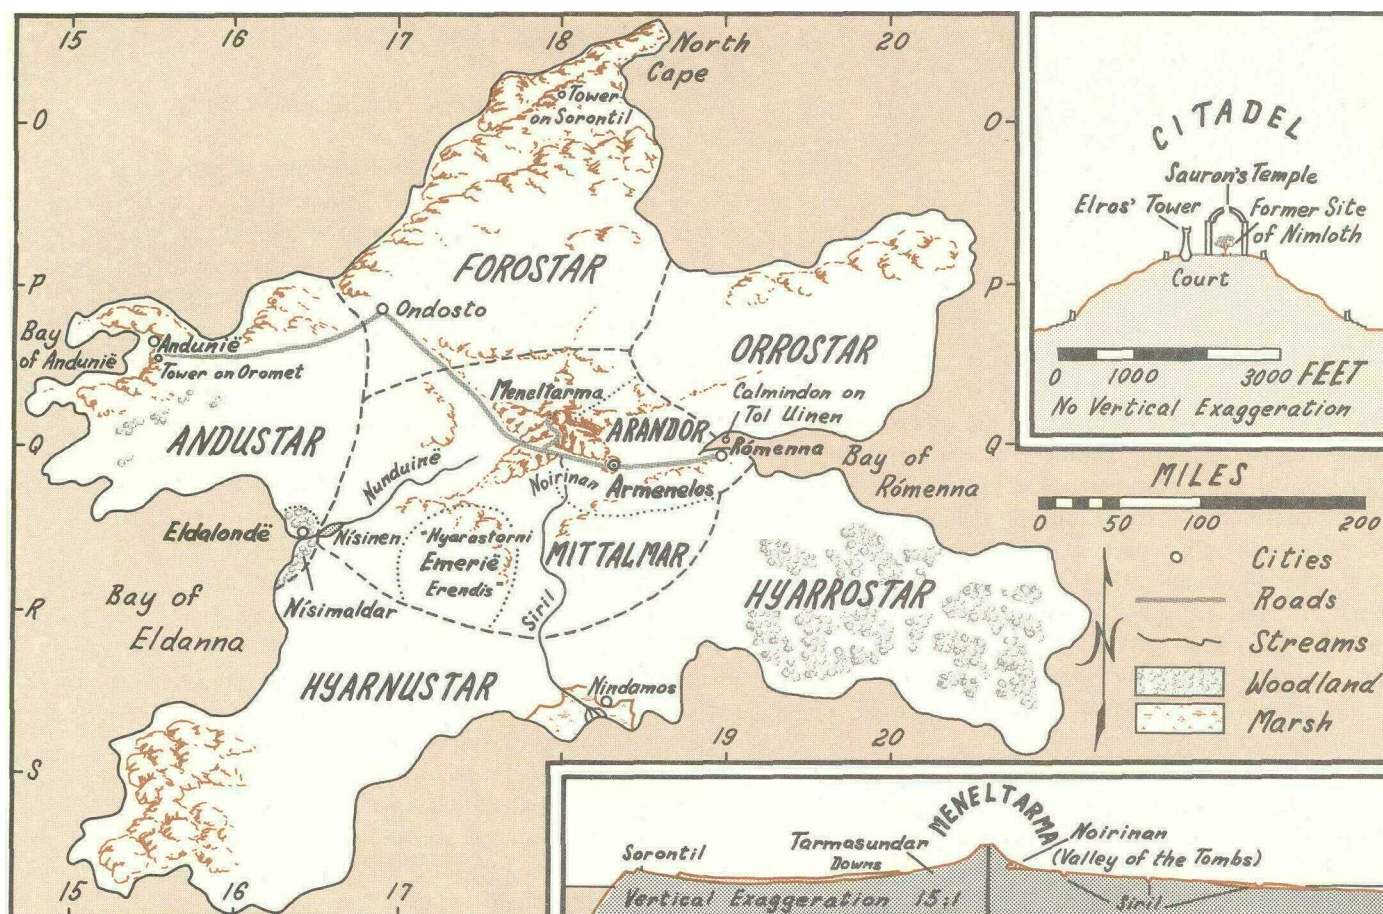 15
16
17
18
North
Cape
20
Tower
on Sorontil
O
O
P
P
Q
Q
R
S
FOROSTAR
Ondosto
Bay
of Andunië
Andunië
Tower on Oromet
ORROSTAR
Meneltarma
Calmindon on
Tol Uinen
ANDUSTAR
ARANDOR
Rómenna
Bay of
Rómenna
Nunduinë
Noirinan
Armenelos
Eldalondë
Nísinen
"Hyarastorni
Emerië
Erendis"
MITTALMAR
HYARROSTAR
Bay of
Eldanna
Nísimaldar
Siril
HYARNUSTAR
Nindamos
19
20
15
16
17
CITADEL
Sauron's Temple
Elros' Tower
Former Site
of Nimloth
Court
0 1000 3000 FEET
No Vertical Exaggeration
MILES
0 50 100 200
Cities
Roads
N
Streams
Woodland
Marsh
MENELTARMA
Sorontil
Tarmasundar
Downs
Noirinan
(Valley of the Tombs)
Vertical Exaggeration 15:1
Siril